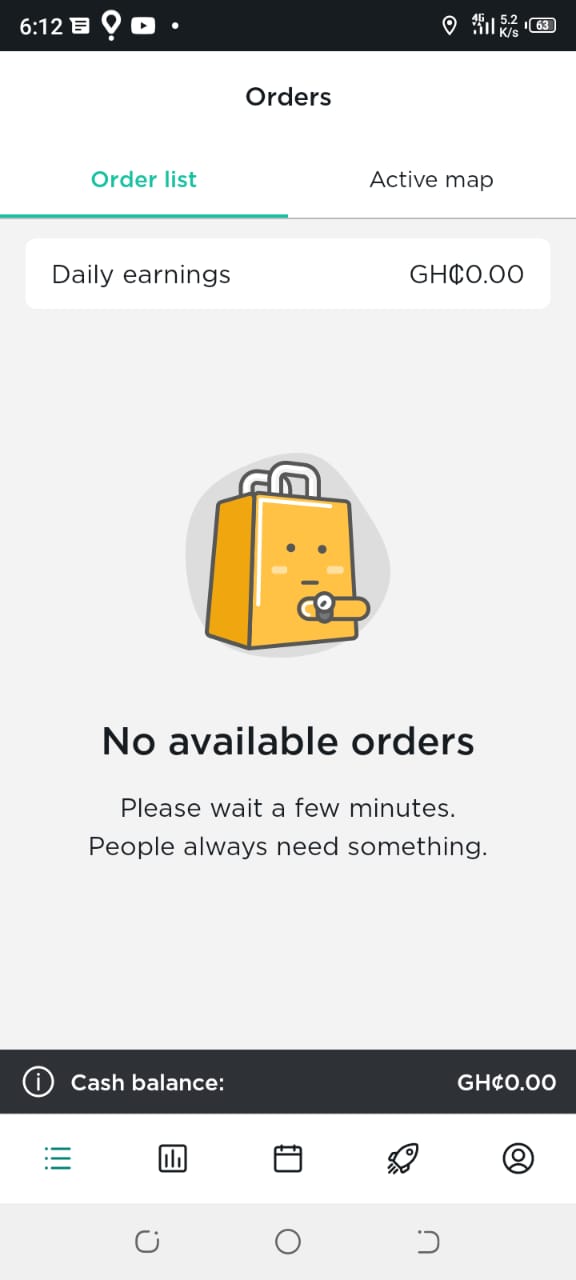 6:12
4G
5.2
K/s
63
Orders
Order list
Active map
Daily earnings
GH₵0.00
No available orders
Please wait a few minutes.
People always need something.
Cash balance:
GH¢0.00